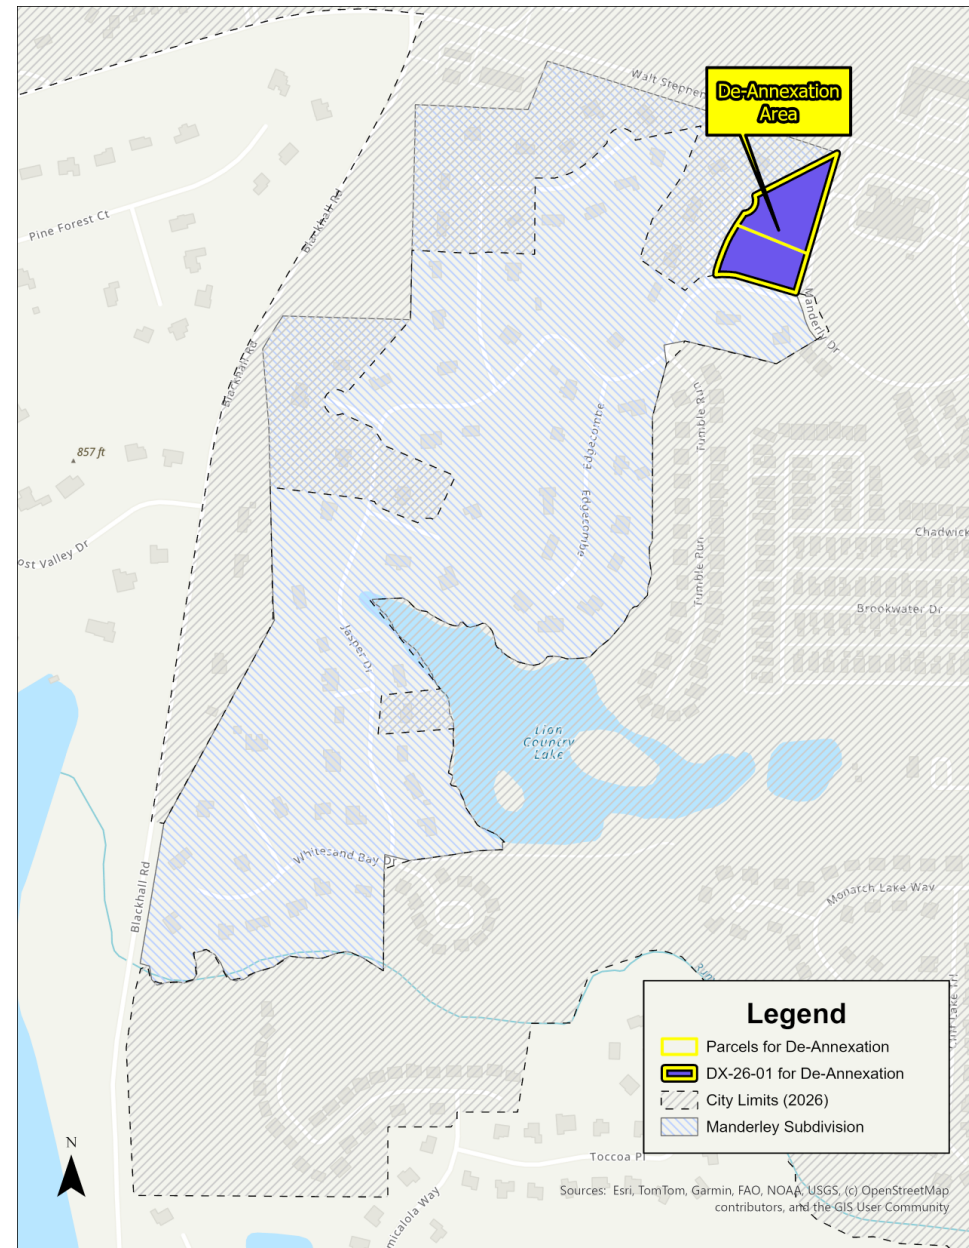 Walt Stephen
De-Annexation
Area
Pine Forest Ct
Blackhall Rd
Manderly Dr
Blackhall Rd
Tumble Run
Edgecombe
857 ft
Edgecombe
Chadwick
ost Valley Dr
Tumble Run
Brookwater Dr
Jasper Dr
Lion
Country
Lake
Whitesand Bay Dr
Blackhall Rd
Monarch Lake Way
Legend
Parcels for De-Annexation
DX-26-01 for De-Annexation
City Limits (2026)
Manderley Subdivision
N
Toccoa Pl
micalola Way
Sources: Esri, TomTom, Garmin, FAO, NOAA, USGS, (c) OpenStreetMap
contributors, and the GIS User Community